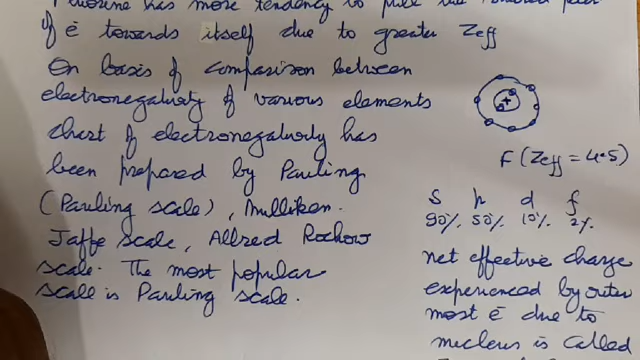 Fluorine has more tendency to pull the shared pair
of ē towards itself due to greater Zeff
On basis of comparison between
electronegativity of various elements
chart of electronegativity has
been prepared by Pauling
(Pauling scale), Mulliken.
Jaffe scale, Allred Rochow
scale. The most popular
scale is Pauling scale.
+
F (Zeff = 4.5)
s p d f
90%. 50%. 10%. 2%.
net effective charge
experienced by outer
most ē due to
nucleus is called